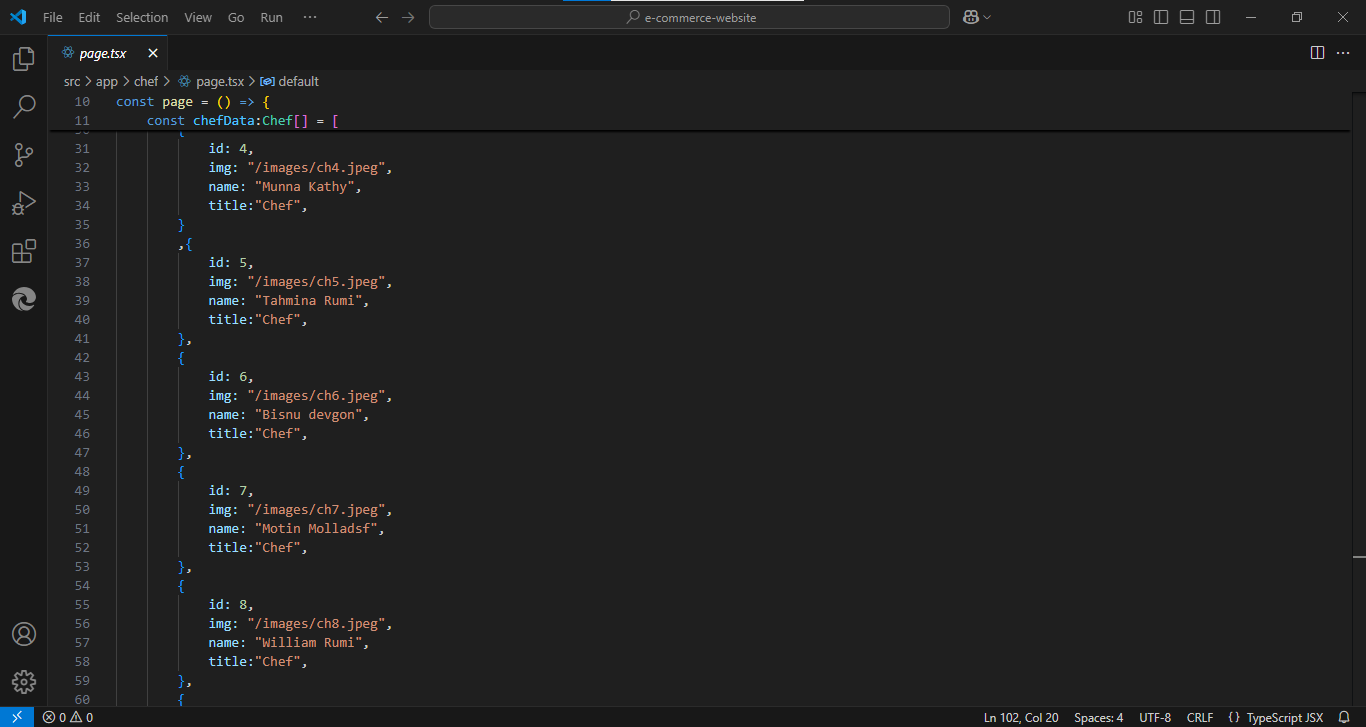 File Edit Selection View Go Run ··· e-commerce-website
page.tsx
src > app > chef > page.tsx > default
10 const page = () => {
11 const chefData:Chef[] = [
30 {
31 id: 4,
32 img: "/images/ch4.jpeg",
33 name: "Munna Kathy",
34 title:"Chef",
35 }
36 ,{
37 id: 5,
38 img: "/images/ch5.jpeg",
39 name: "Tahmina Rumi",
40 title:"Chef",
41 },
42 {
43 id: 6,
44 img: "/images/ch6.jpeg",
45 name: "Bisnu devgon",
46 title:"Chef",
47 },
48 {
49 id: 7,
50 img: "/images/ch7.jpeg",
51 name: "Motin Molladsf",
52 title:"Chef",
53 },
54 {
55 id: 8,
56 img: "/images/ch8.jpeg",
57 name: "William Rumi",
58 title:"Chef",
59 },
60 {
0 0 Ln 102, Col 20 Spaces: 4 UTF-8 CRLF {} TypeScript JSX